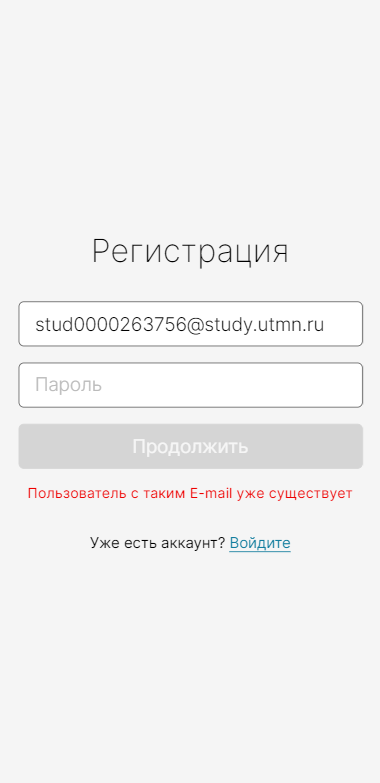 Регистрация
stud0000263756@study.utmn.ru
Пароль
Продолжить
Пользователь с таким E-mail уже существует
Уже есть аккаунт? Войдите